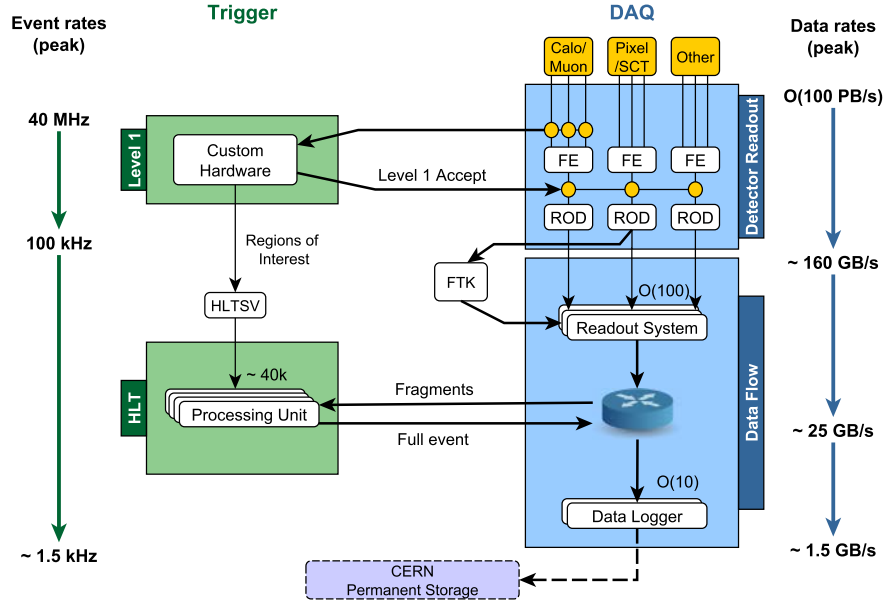 Event rates
(peak)
Trigger
DAQ
Data rates
(peak)
Calo/
Muon
Pixel
/SCT
Other
40 MHz
O(100 PB/s)
Level 1
Custom
Hardware
FE
FE
FE
Detector Readout
Level 1 Accept
ROD
ROD
ROD
100 kHz
Regions of
Interest
~ 160 GB/s
FTK
O(100)
HLTSV
Readout System
~ 40k
HLT
Processing Unit
Fragments
Full event
Data Flow
~ 25 GB/s
O(10)
Data Logger
~ 1.5 kHz
~ 1.5 GB/s
CERN
Permanent Storage